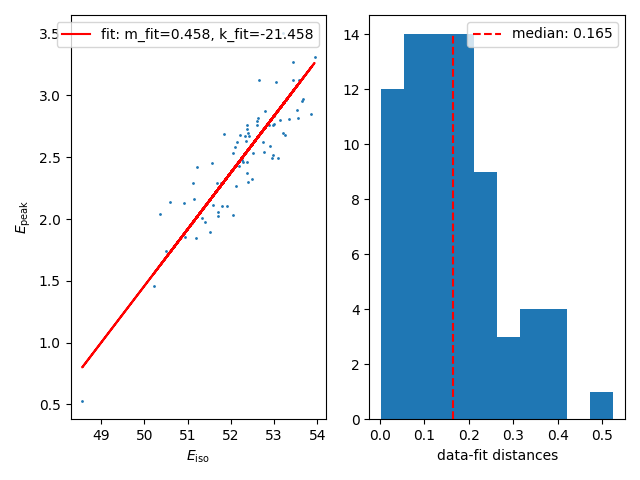 fit: m_fit=0.458, k_fit=-21.458
3.5
3.0
2.5
2.0
1.5
1.0
0.5
E_peak
49 50 51 52 53 54
E_iso
median: 0.165
14
12
10
8
6
4
2
0
0.0 0.1 0.2 0.3 0.4 0.5
data-fit distances